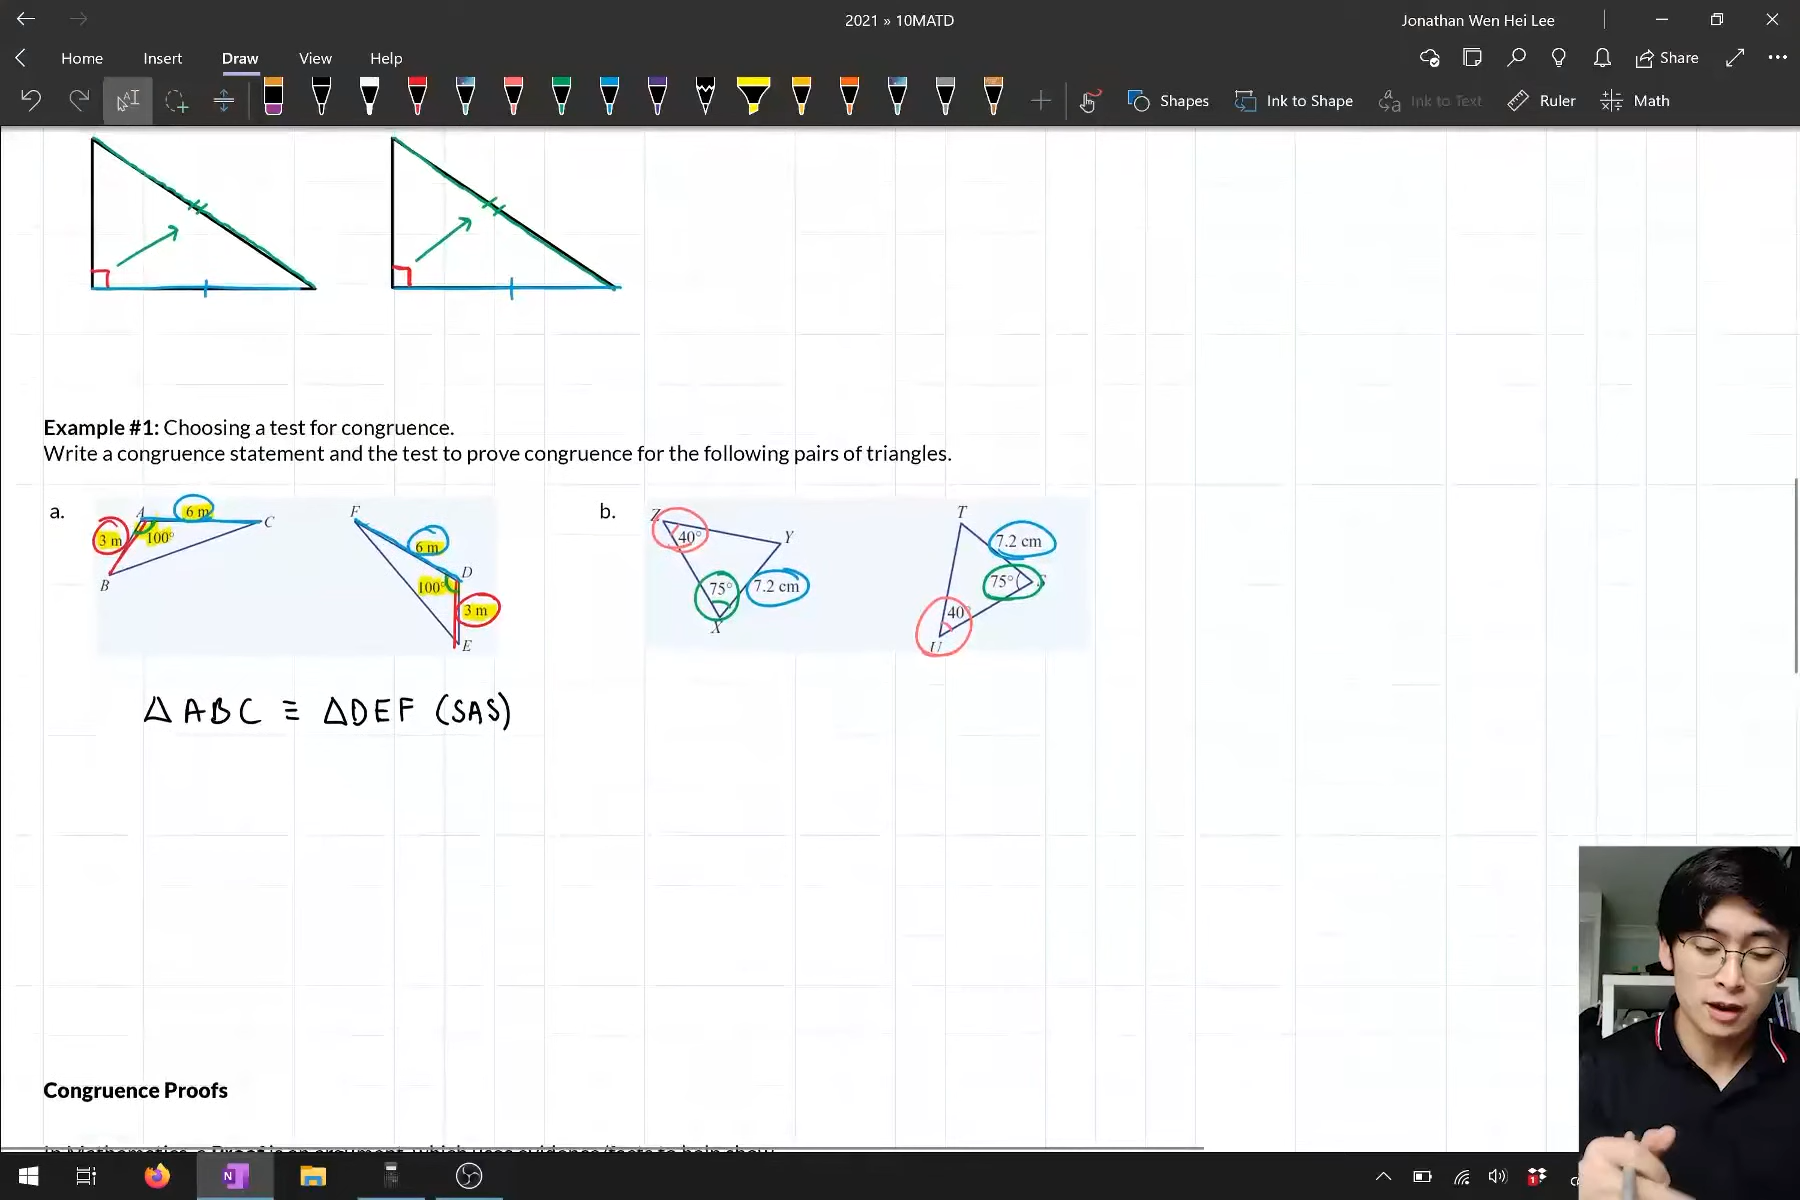 2021 » 10MATD
Jonathan Wen Hei Lee
Home Insert Draw View Help
Share
Shapes Ink to Shape Ink to Text Ruler Math
Example #1: Choosing a test for congruence.
Write a congruence statement and the test to prove congruence for the following pairs of triangles.
a.
A 6 m C
3 m 100°
B
F
6 m
D
100°
3 m
E
b.
Z
40°
Y
75° 7.2 cm
X
T
7.2 cm
75°
40°
U
△ABC ≡ △DEF (SAS)
Congruence Proofs